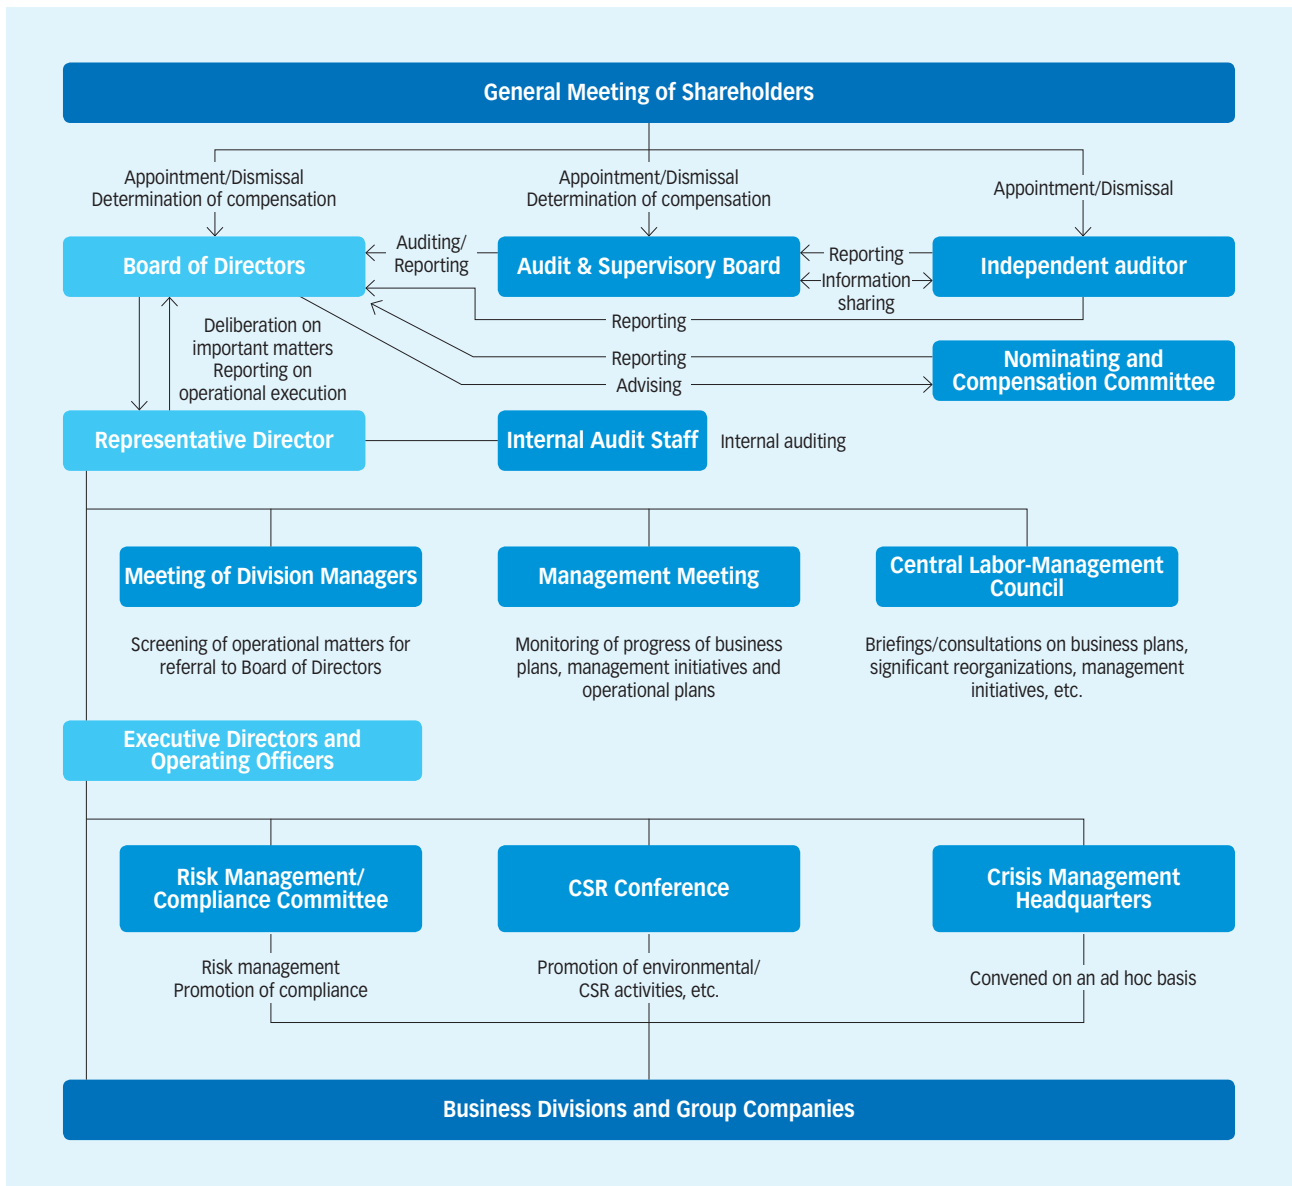 General Meeting of Shareholders
Appointment/Dismissal
Determination of compensation
Appointment/Dismissal
Determination of compensation
Appointment/Dismissal
Board of Directors
Auditing/
Reporting
Audit & Supervisory Board
Reporting
Information
sharing
Independent auditor
Reporting
Deliberation on
important matters
Reporting on
operational execution
Reporting
Advising
Nominating and
Compensation Committee
Representative Director
Internal Audit Staff
Internal auditing
Meeting of Division Managers
Management Meeting
Central Labor-Management
Council
Screening of operational matters for
referral to Board of Directors
Monitoring of progress of business
plans, management initiatives and
operational plans
Briefings/consultations on business plans,
significant reorganizations, management
initiatives, etc.
Executive Directors and
Operating Officers
Risk Management/
Compliance Committee
CSR Conference
Crisis Management
Headquarters
Risk management
Promotion of compliance
Promotion of environmental/
CSR activities, etc.
Convened on an ad hoc basis
Business Divisions and Group Companies